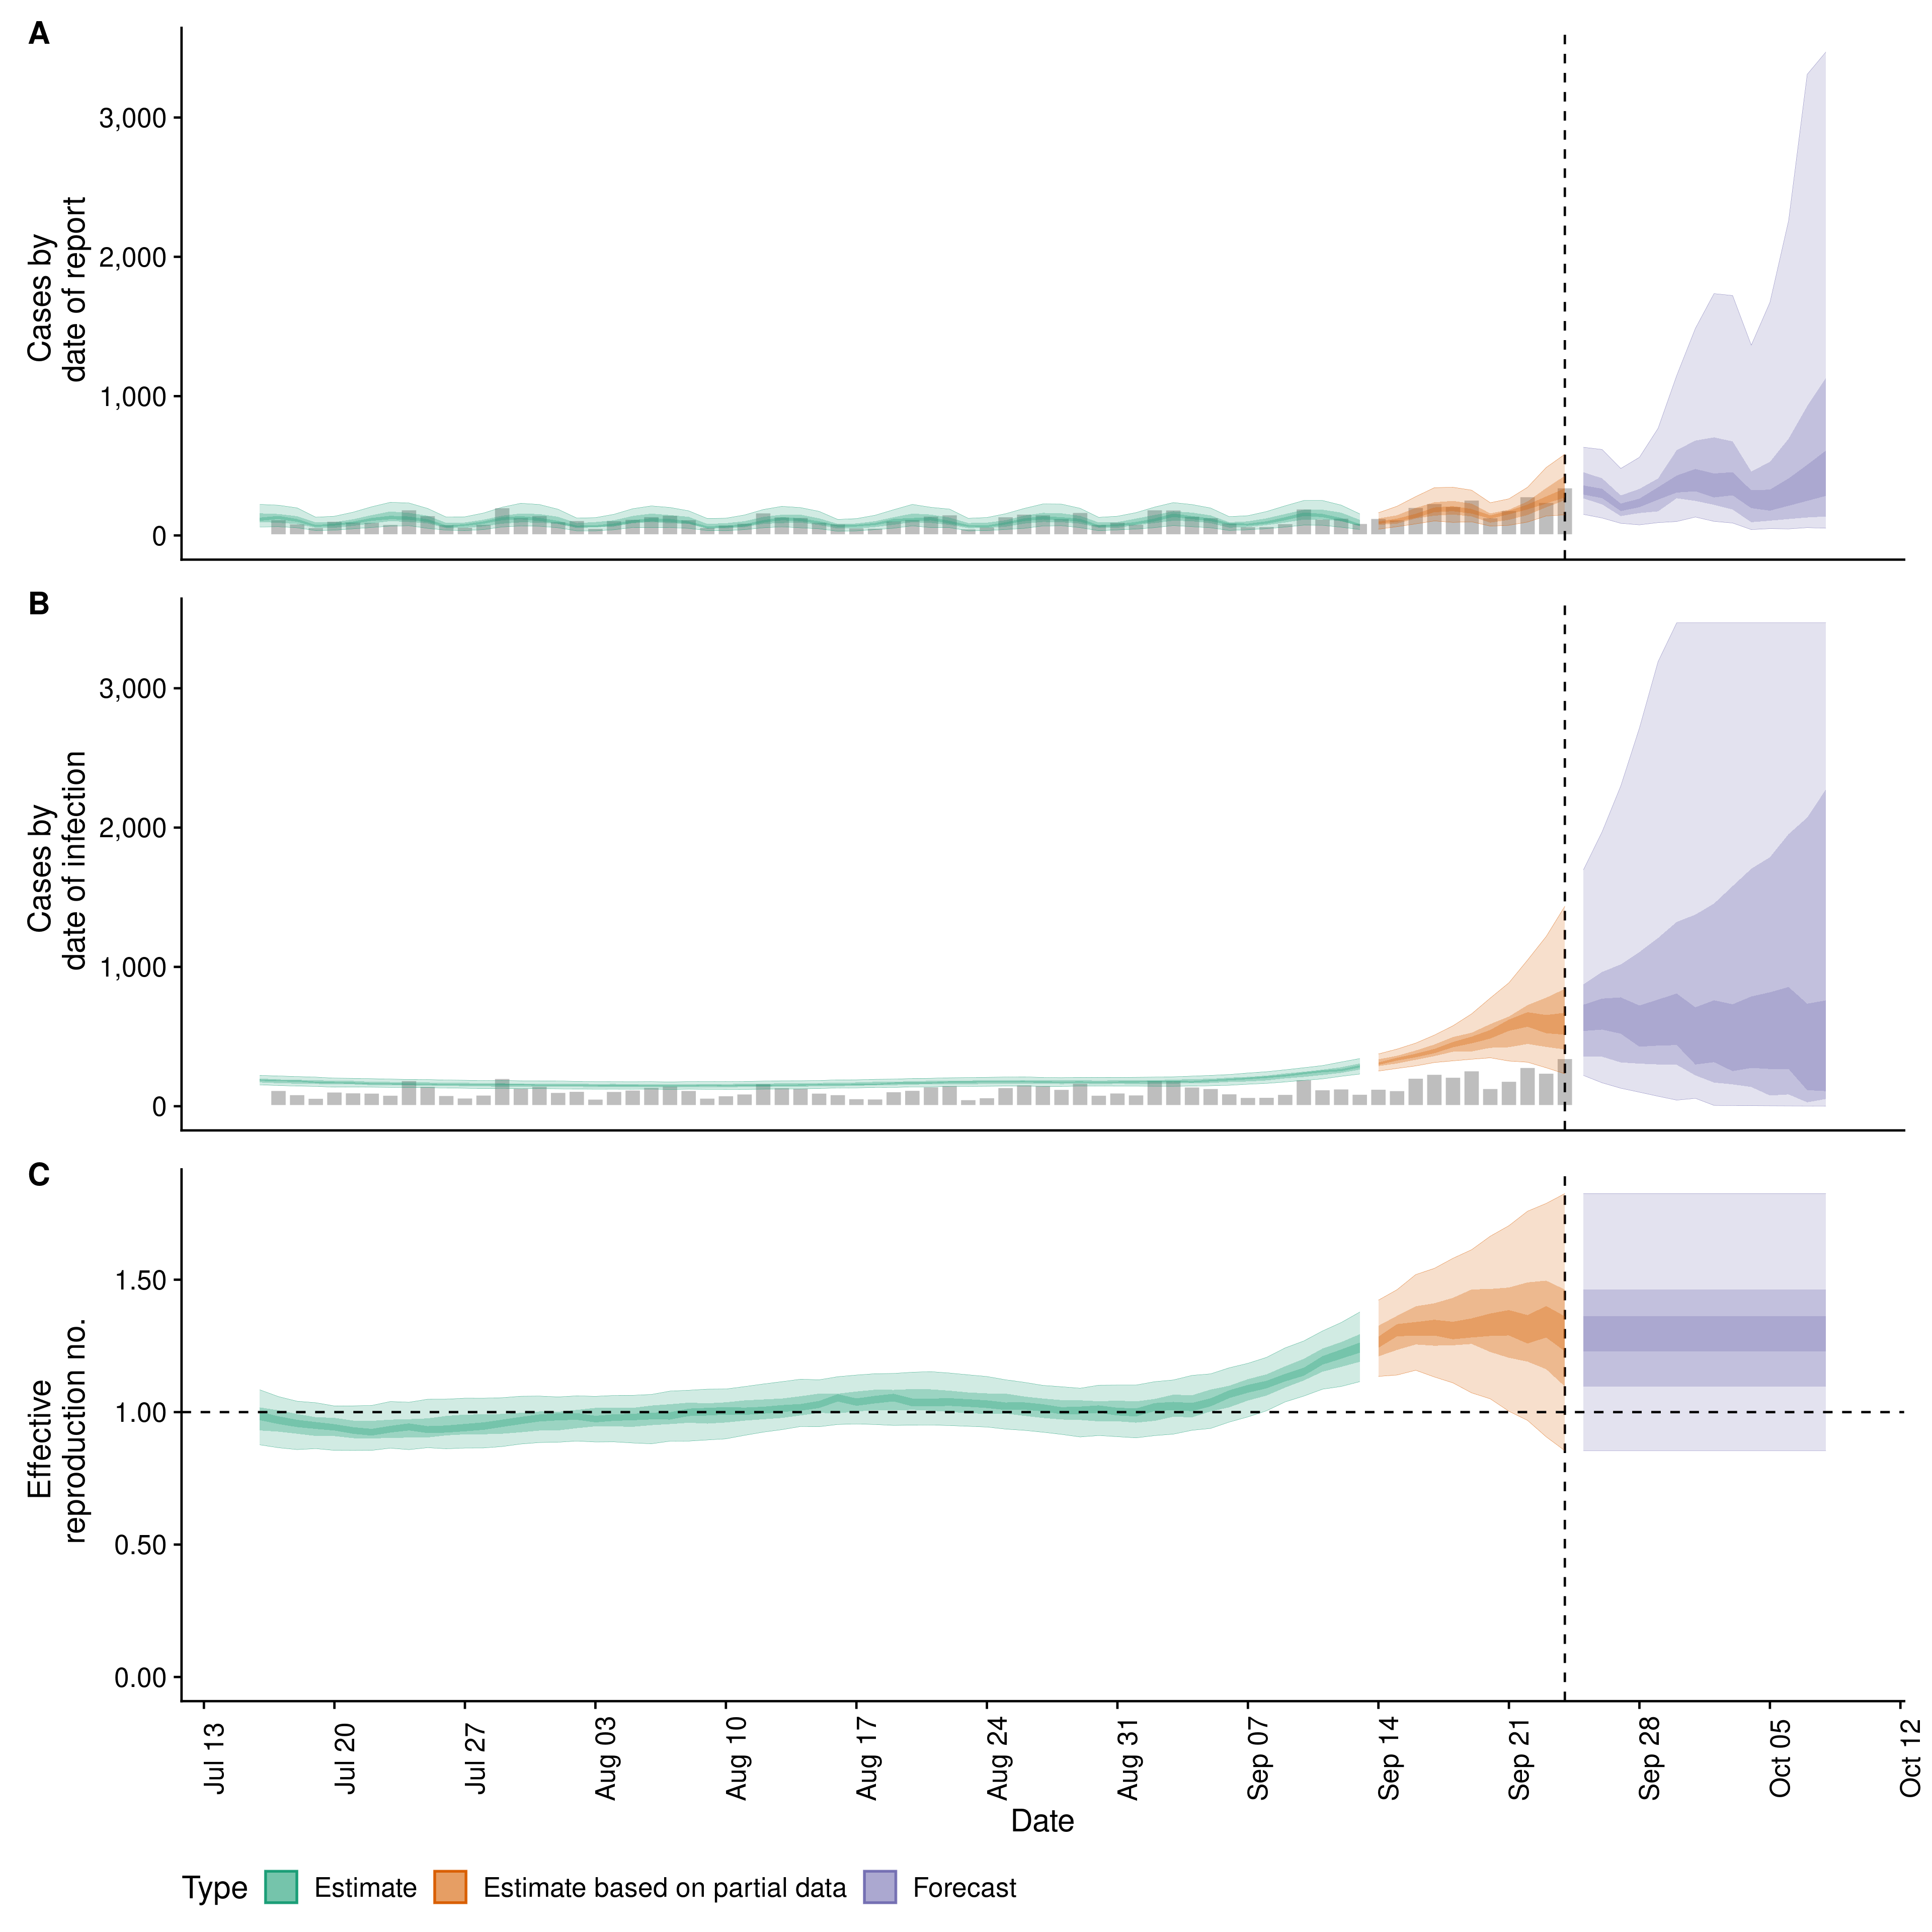 A
Cases by
date of report
3,000
2,000
1,000
0
B
Cases by
date of infection
3,000
2,000
1,000
0
C
Effective
reproduction no.
1.50
1.00
0.50
0.00
Jul 13
Jul 20
Jul 27
Aug 03
Aug 10
Aug 17
Aug 24
Aug 31
Sep 07
Sep 14
Sep 21
Sep 28
Oct 05
Oct 12
Date
Type Estimate Estimate based on partial data Forecast